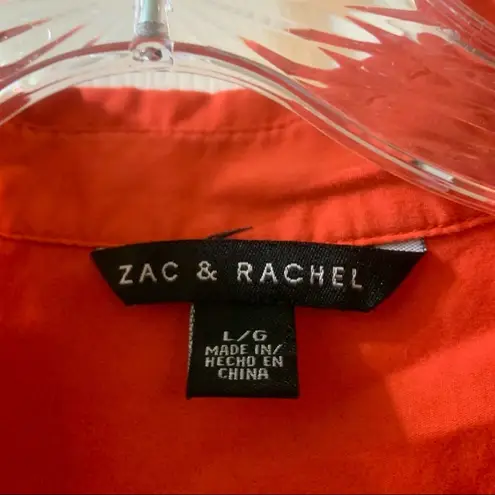 ZAC & RACHEL
L/G
MADE IN/
HECHO EN
CHINA